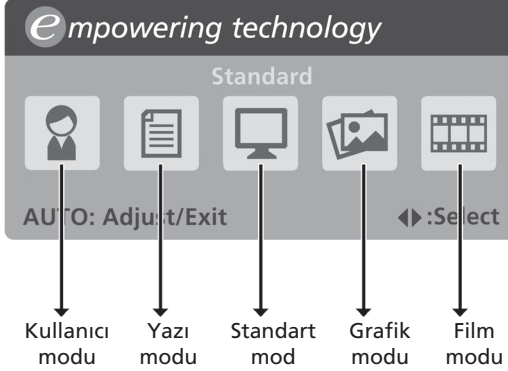 empowering technology
Standard
AUTO: Adjust/Exit
:Select
Kullanıcı modu
Yazı modu
Standart mod
Grafik modu
Film modu